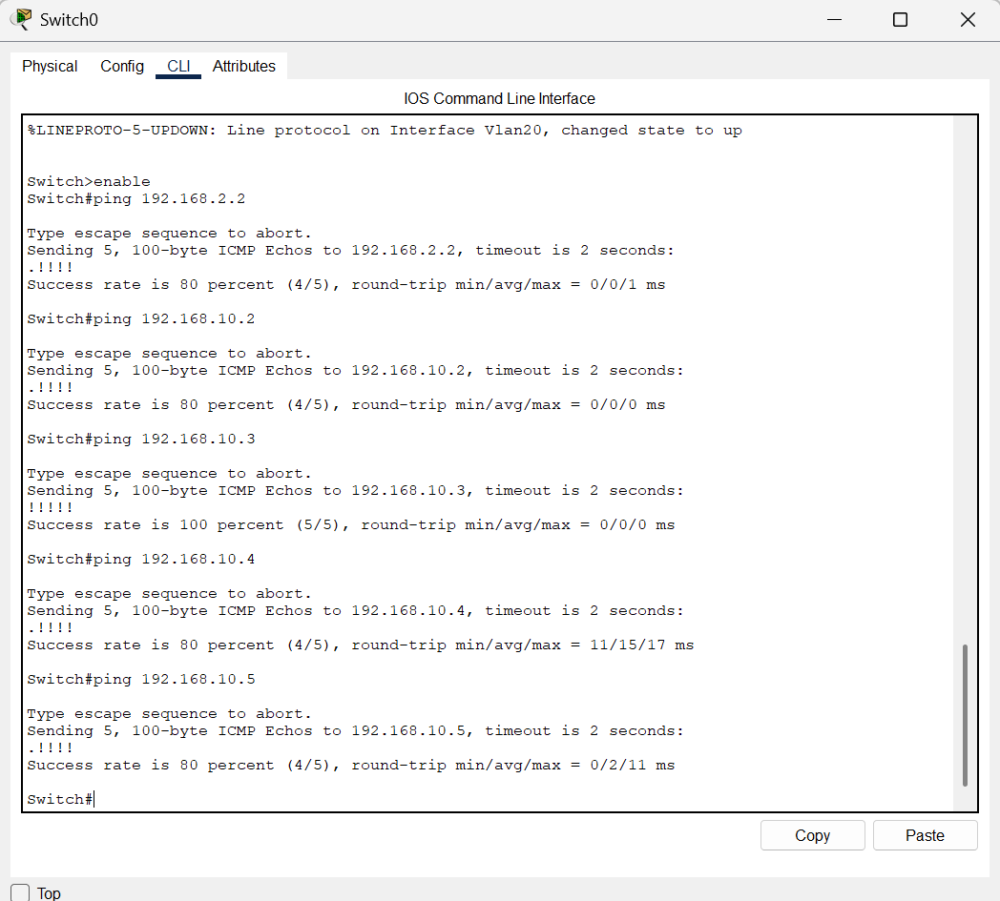 Switch0
Physical Config CLI Attributes
IOS Command Line Interface
%LINEPROTO-5-UPDOWN: Line protocol on Interface Vlan20, changed state to up
Switch>enable
Switch#ping 192.168.2.2
Type escape sequence to abort.
Sending 5, 100-byte ICMP Echos to 192.168.2.2, timeout is 2 seconds:
.!!!!
Success rate is 80 percent (4/5), round-trip min/avg/max = 0/0/1 ms
Switch#ping 192.168.10.2
Type escape sequence to abort.
Sending 5, 100-byte ICMP Echos to 192.168.10.2, timeout is 2 seconds:
.!!!!
Success rate is 80 percent (4/5), round-trip min/avg/max = 0/0/0 ms
Switch#ping 192.168.10.3
Type escape sequence to abort.
Sending 5, 100-byte ICMP Echos to 192.168.10.3, timeout is 2 seconds:
!!!!!
Success rate is 100 percent (5/5), round-trip min/avg/max = 0/0/0 ms
Switch#ping 192.168.10.4
Type escape sequence to abort.
Sending 5, 100-byte ICMP Echos to 192.168.10.4, timeout is 2 seconds:
.!!!!
Success rate is 80 percent (4/5), round-trip min/avg/max = 11/15/17 ms
Switch#ping 192.168.10.5
Type escape sequence to abort.
Sending 5, 100-byte ICMP Echos to 192.168.10.5, timeout is 2 seconds:
.!!!!
Success rate is 80 percent (4/5), round-trip min/avg/max = 0/2/11 ms
Switch#
Copy Paste
Top